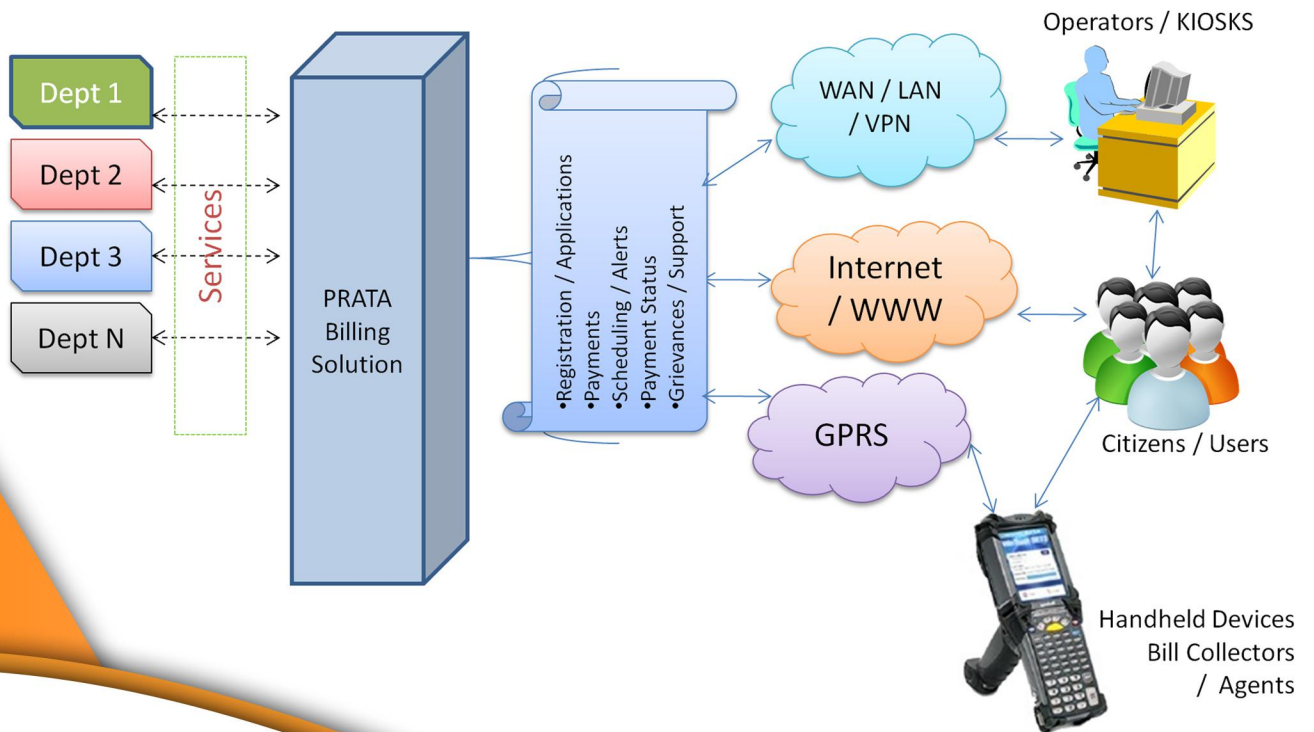 Dept 1
Dept 2
Dept 3
Dept N
Services
PRATA
Billing
Solution
•Registration / Applications
•Payments
•Scheduling / Alerts
•Payment Status
•Grievances / Support
WAN / LAN
/ VPN
Internet
/ WWW
GPRS
Operators / KIOSKS
Citizens / Users
Handheld Devices
Bill Collectors
/ Agents